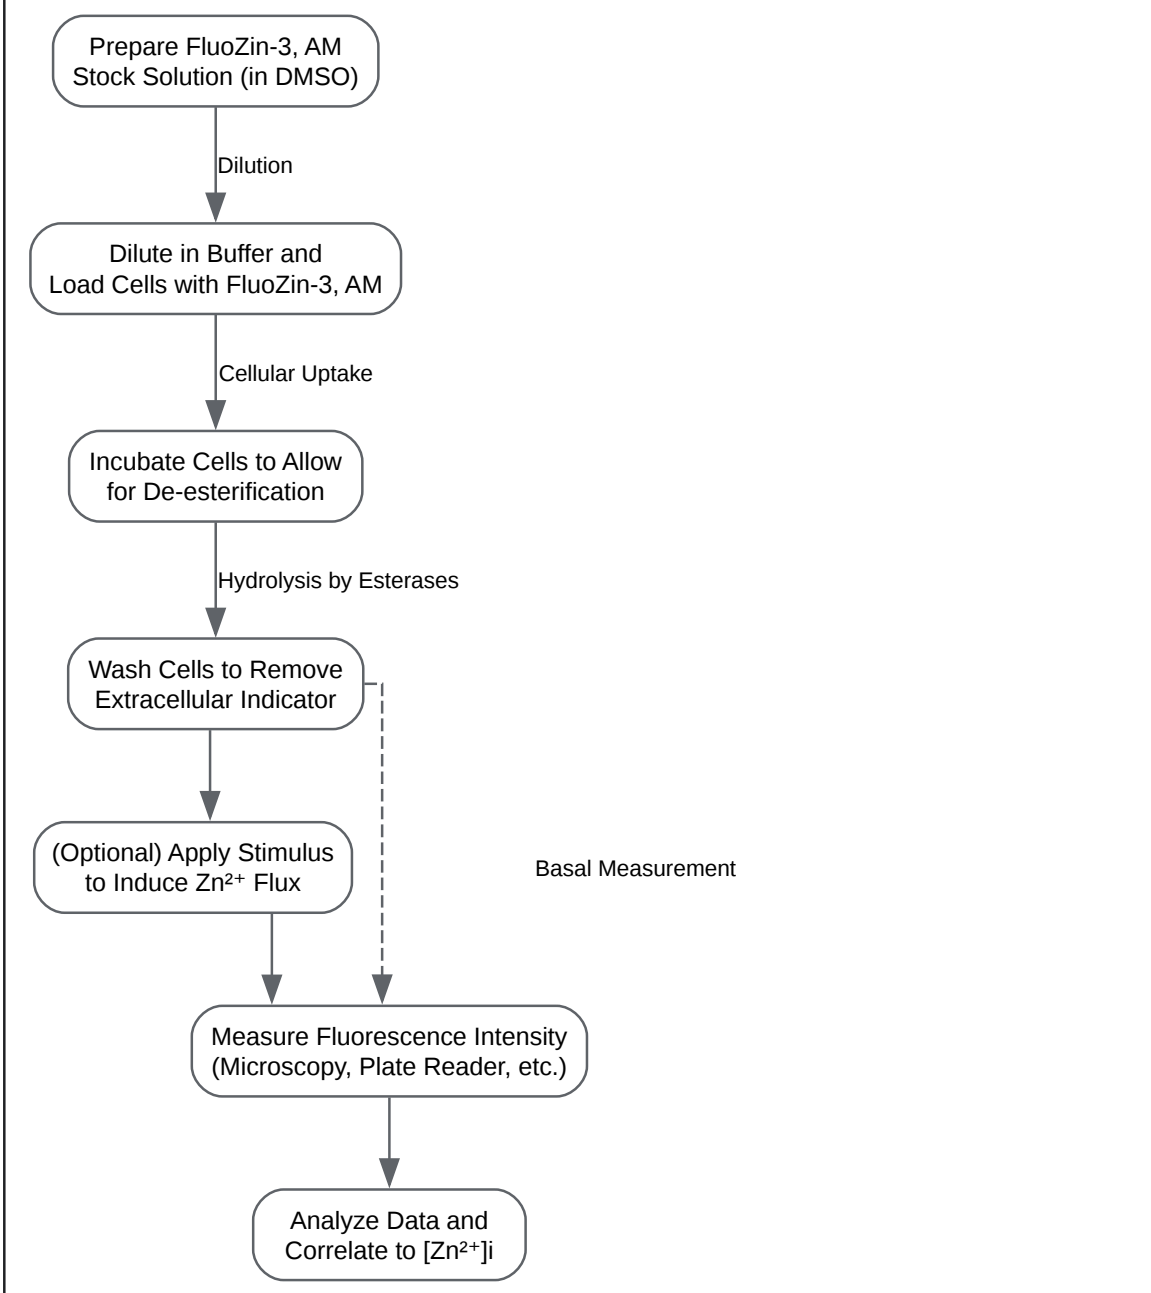 Prepare FluoZin-3, AM
Stock Solution (in DMSO)
Dilution
Dilute in Buffer and
Load Cells with FluoZin-3, AM
Cellular Uptake
Incubate Cells to Allow
for De-esterification
Hydrolysis by Esterases
Wash Cells to Remove
Extracellular Indicator
(Optional) Apply Stimulus
to Induce Zn²⁺ Flux
Basal Measurement
Measure Fluorescence Intensity
(Microscopy, Plate Reader, etc.)
Analyze Data and
Correlate to [Zn²⁺]i